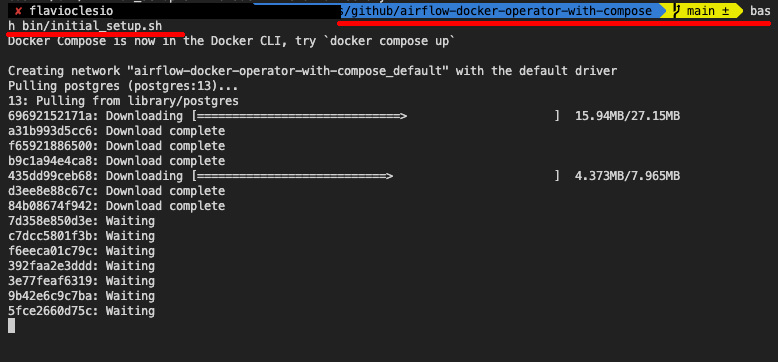 ✘ flavioclesio s/github/airflow-docker-operator-with-compose main ± bas
h bin/initial_setup.sh
Docker Compose is now in the Docker CLI, try `docker compose up`
Creating network "airflow-docker-operator-with-compose_default" with the default driver
Pulling postgres (postgres:13)...
13: Pulling from library/postgres
69692152171a: Downloading [=============================>                     ]  15.94MB/27.15MB
a31b993d5cc6: Download complete
f65921886500: Download complete
b9c1a94e4ca8: Download complete
435dd99ceb68: Downloading [===========================>                       ]  4.373MB/7.965MB
d3ee8e88c67c: Download complete
84b08674f942: Download complete
7d358e850d3e: Waiting
c7dcc5801f3b: Waiting
f6eeca01c79c: Waiting
392faa2e3ddd: Waiting
3e77feaf6319: Waiting
9b42e6c9c7ba: Waiting
5fce2660d75c: Waiting